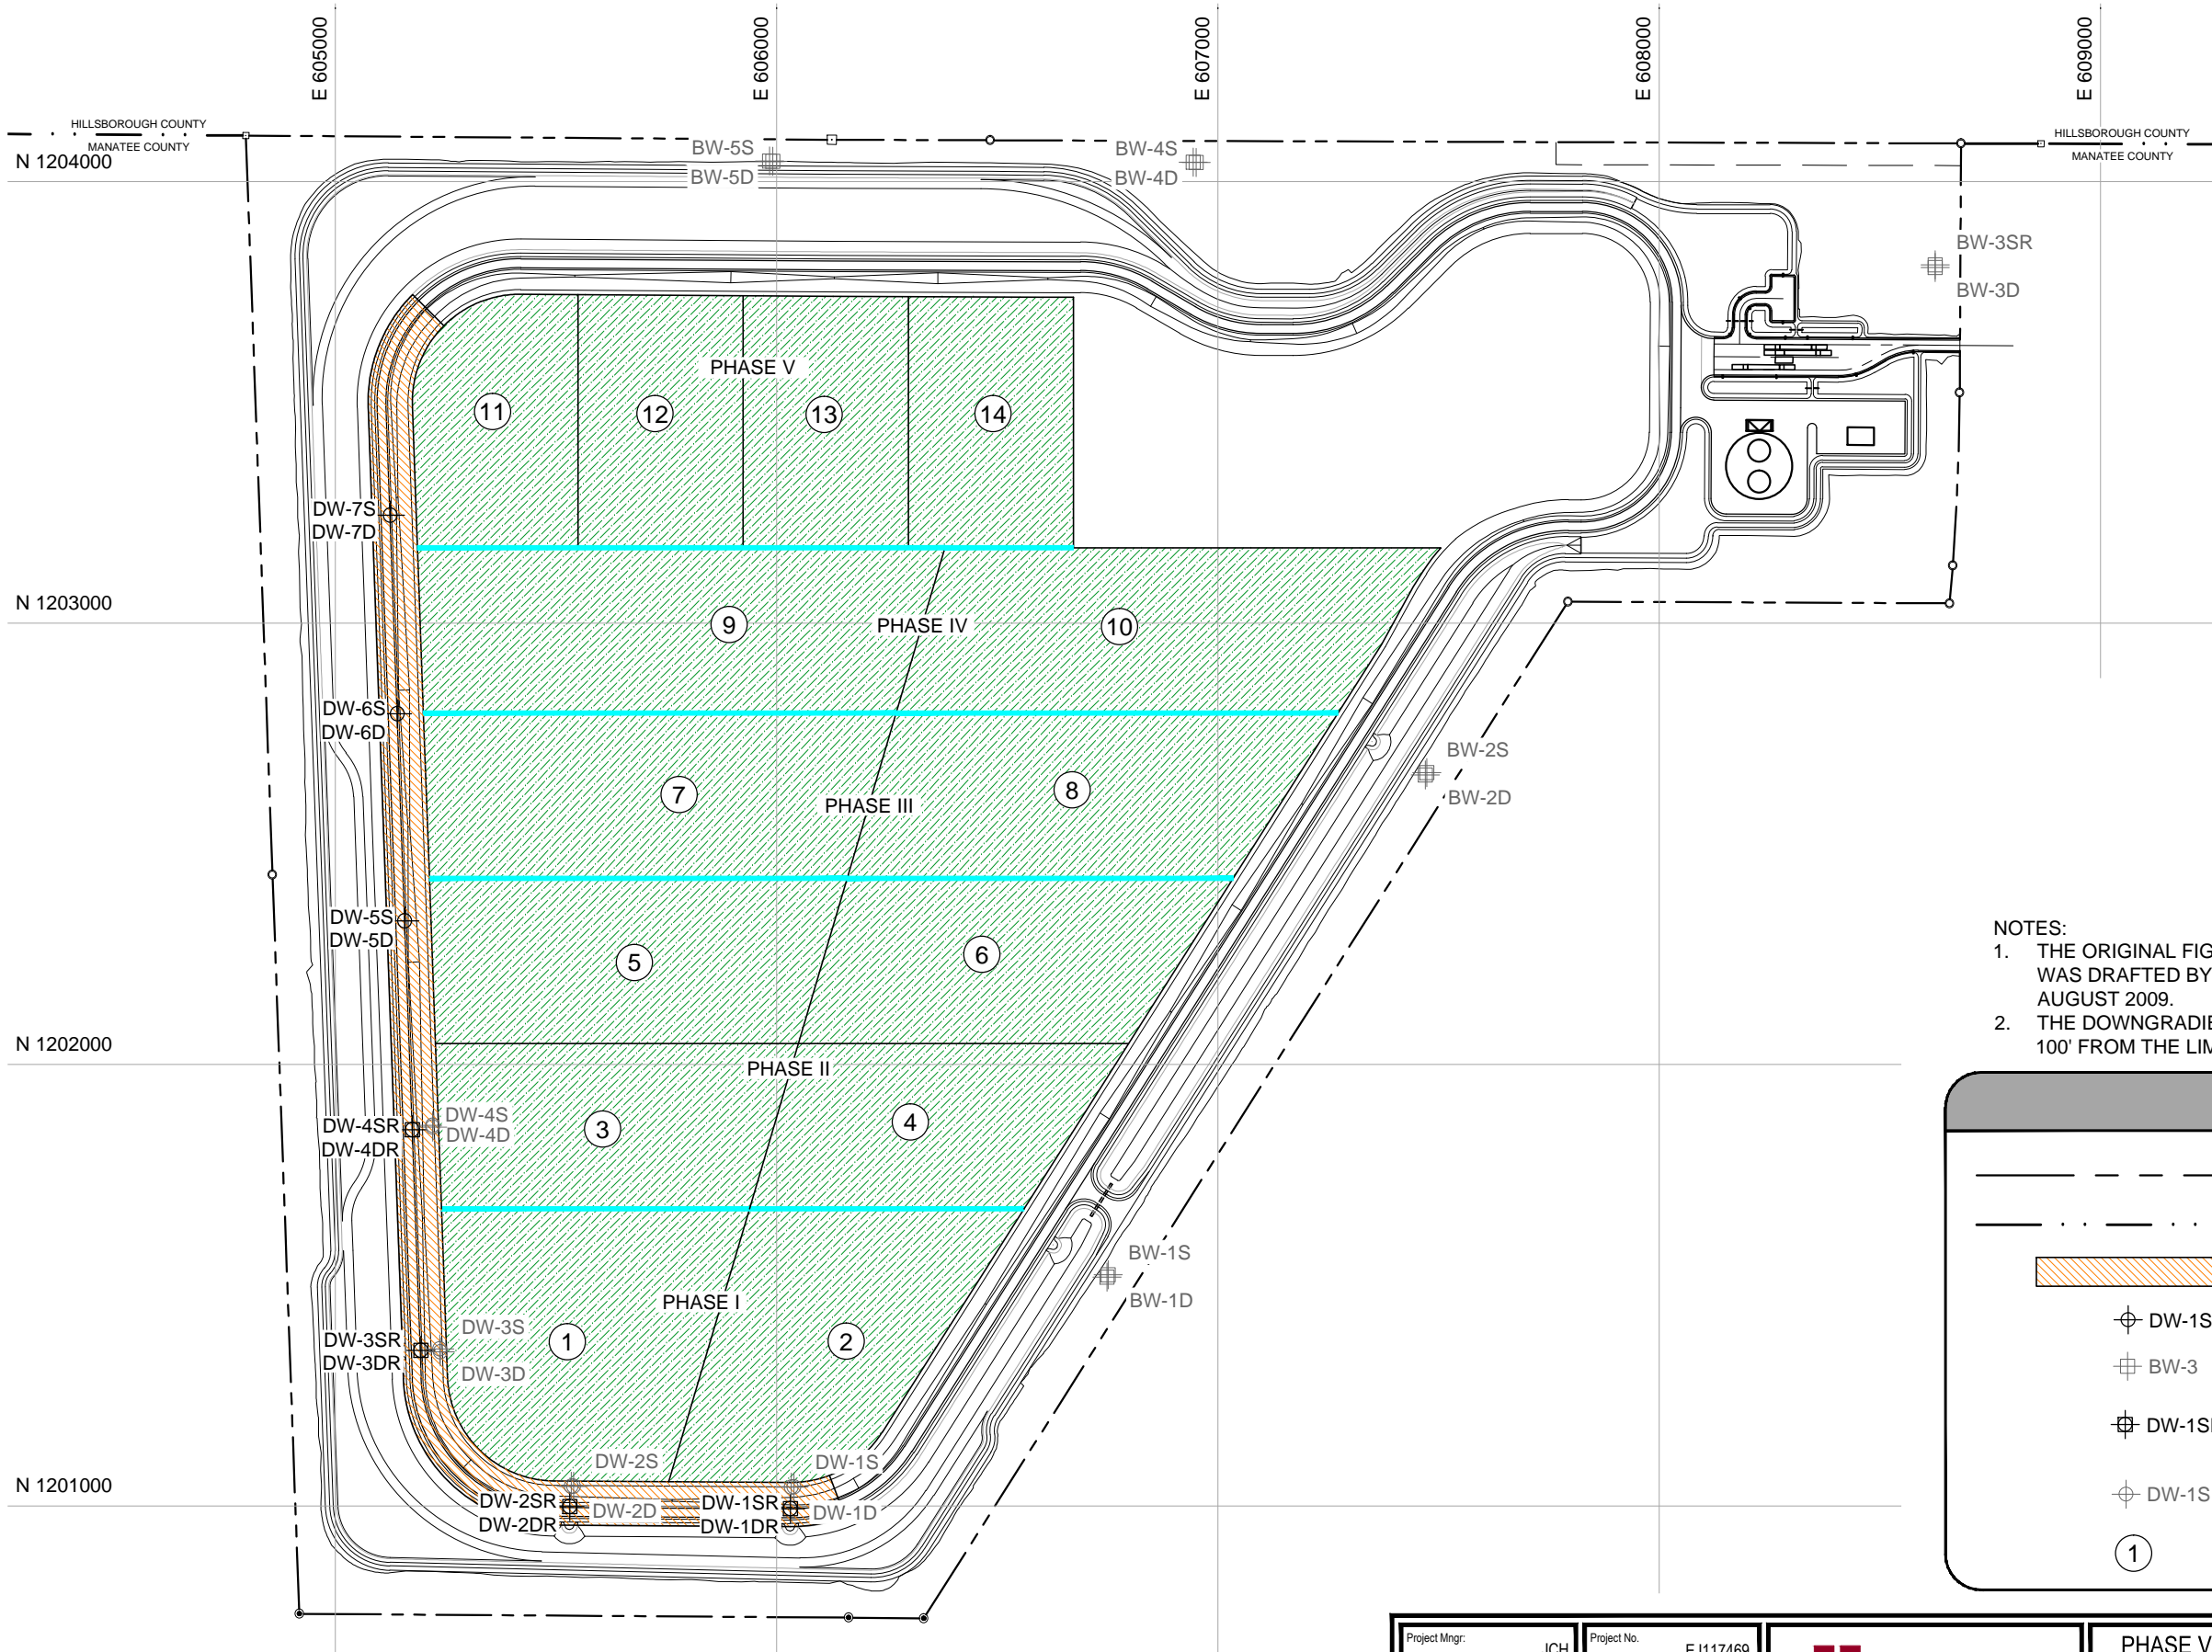 E 605000
E 606000
E 607000
E 608000
E 609000
HILLSBOROUGH COUNTY
MANATEE COUNTY
HILLSBOROUGH COUNTY
MANATEE COUNTY
N 1204000
BW-5S
BW-5D
BW-4S
BW-4D
BW-3SR
BW-3D
PHASE V
11
12
13
14
DW-7S
DW-7D
N 1203000
9
PHASE IV
10
DW-6S
DW-6D
BW-2S
BW-2D
7
PHASE III
8
DW-5S
DW-5D
5
6
NOTES:
1. THE ORIGINAL FIG
WAS DRAFTED BY
AUGUST 2009.
2. THE DOWNGRADIE
100' FROM THE LIM
N 1202000
PHASE II
DW-4SR
DW-4DR
DW-4S
DW-4D
3
4
BW-1S
BW-1D
PHASE I
DW-3SR
DW-3DR
DW-3S
DW-3D
1
2
DW-1S
BW-3
DW-1S
DW-1S
1
N 1201000
DW-2S
DW-1S
DW-2SR
DW-2DR
DW-2D
DW-1SR
DW-1DR
DW-1D
Project Mngr:
JCH
Project No.
PHASE V